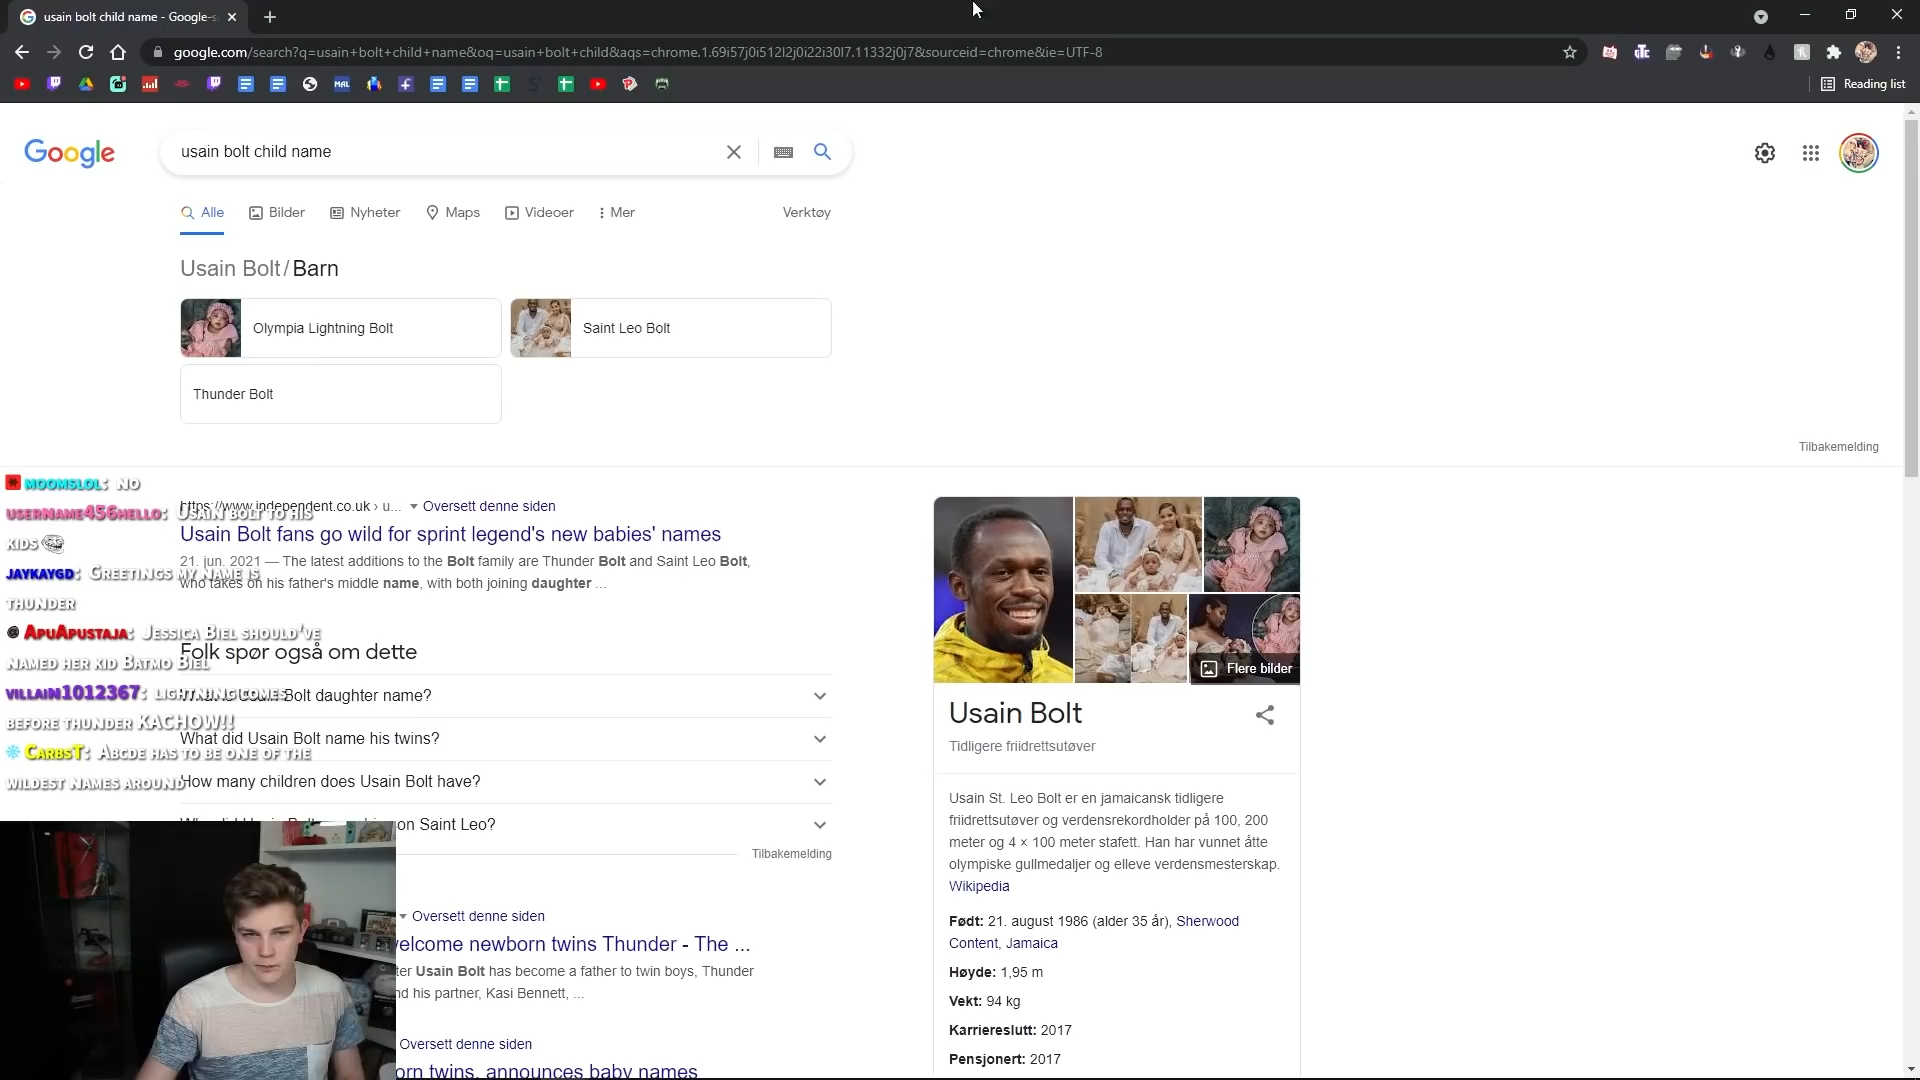 usain bolt child name - Google-s
google.com/search?q=usain+bolt+child+name&oq=usain+bolt+child&aqs=chrome.1.69i57j0i512l2j0i22i30l7.11332j0j7&sourceid=chrome&ie=UTF-8
MAL
Reading list
Google
usain bolt child name
Alle
Bilder
Nyheter
Maps
Videoer
Mer
Verktøy
Usain Bolt/Barn
Olympia Lightning Bolt
Saint Leo Bolt
Thunder Bolt
Tilbakemelding
moomslol: No
username456hello: Usain bolt to his
kids
JayKayGD: Greetings my name is
thunder
ApuApustaja: Jessica Biel should've
named her kid Batmo Biel
villain1012367: lightning comes
before thunder KACHOW!!
CarbsT: Abcde has to be one of the
wildest names around
https://www.independent.co.uk › u...
Oversett denne siden
Usain Bolt fans go wild for sprint legend's new babies' names
21. jun. 2021 — The latest additions to the Bolt family are Thunder Bolt and Saint Leo Bolt,
who takes on his father's middle name, with both joining daughter ...
Folk spør også om dette
Bolt daughter name?
What did Usain Bolt name his twins?
How many children does Usain Bolt have?
on Saint Leo?
Tilbakemelding
Oversett denne siden
velcome newborn twins Thunder - The ...
ter Usain Bolt has become a father to twin boys, Thunder
nd his partner, Kasi Bennett, ...
Oversett denne siden
orn twins, announces baby names
Flere bilder
Usain Bolt
Tidligere friidrettsutøver
Usain St. Leo Bolt er en jamaicansk tidligere
friidrettsutøver og verdensrekordholder på 100, 200
meter og 4 × 100 meter stafett. Han har vunnet åtte
olympiske gullmedaljer og elleve verdensmesterskap.
Wikipedia
Født: 21. august 1986 (alder 35 år), Sherwood
Content, Jamaica
Høyde: 1,95 m
Vekt: 94 kg
Karriereslutt: 2017
Pensjonert: 2017